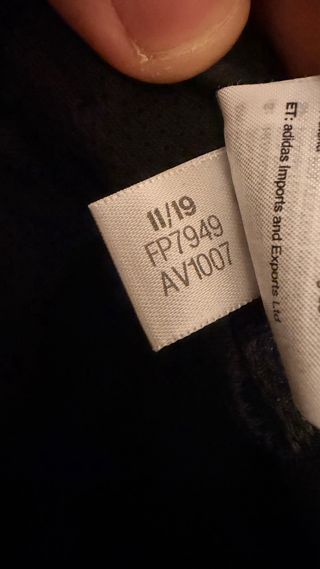 11/19
FP7949
AV1007
ET: adidas Imports and Exports Ltd